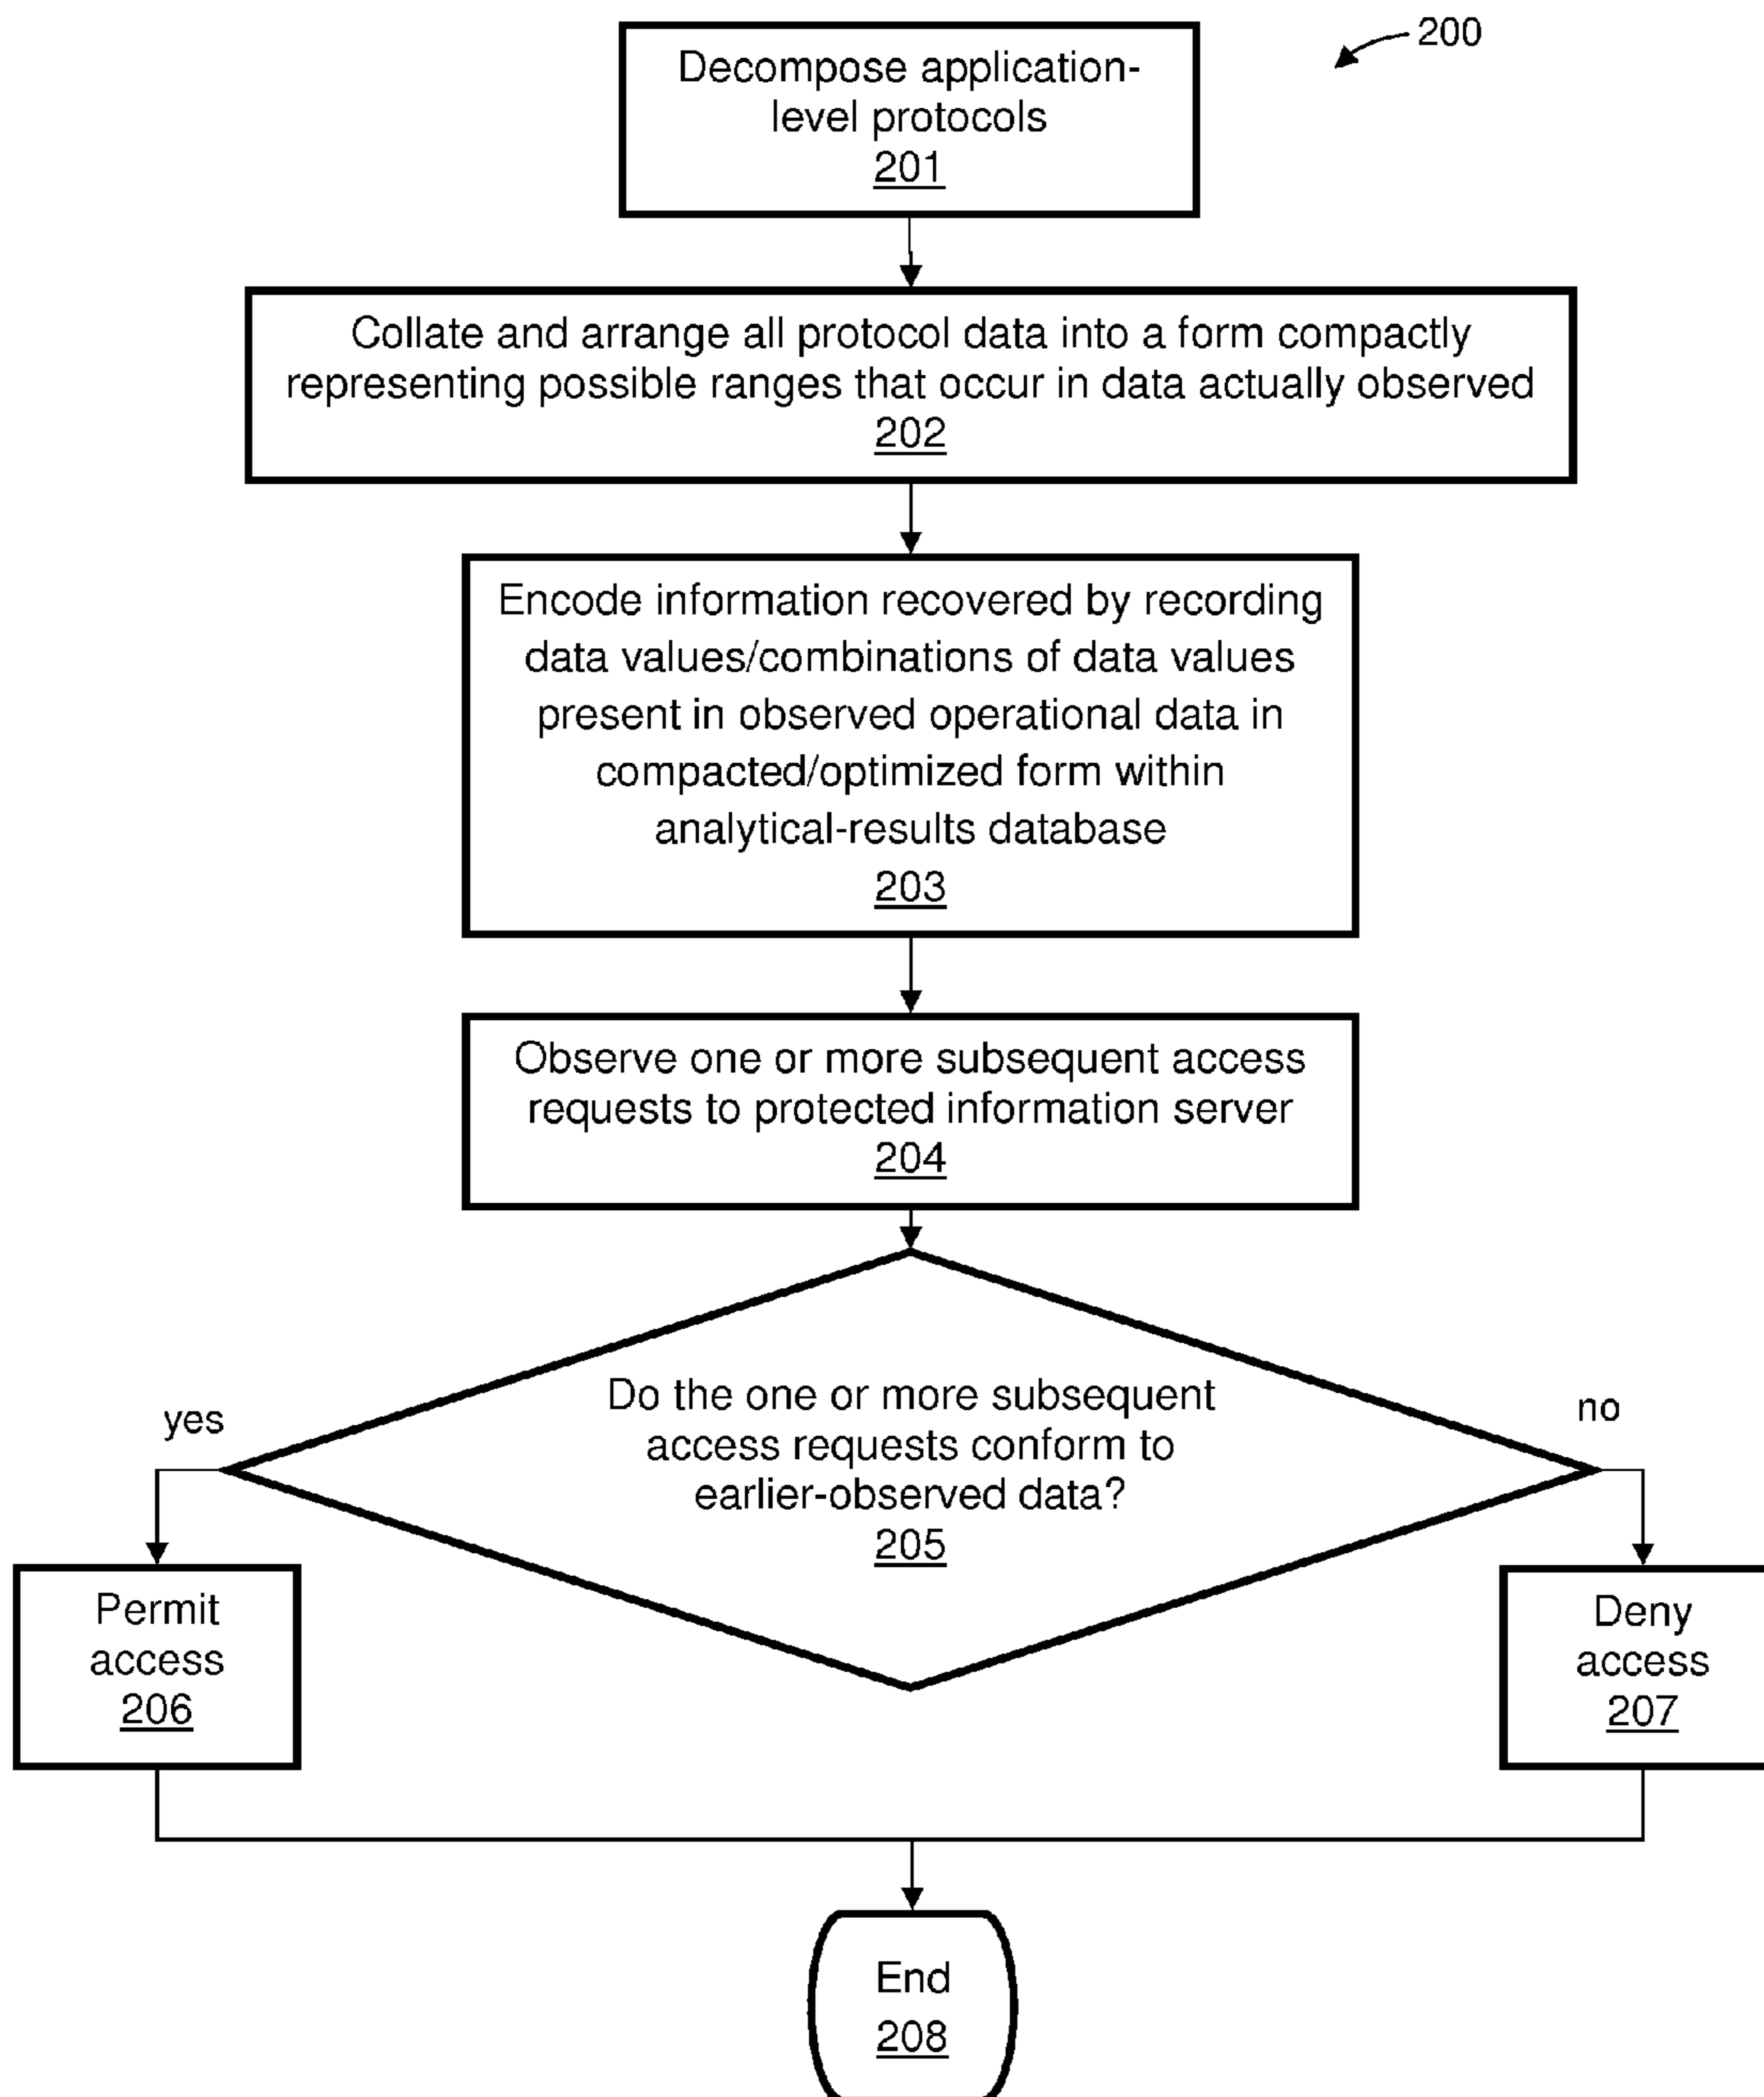 200
Decompose application-
level protocols
201
Collate and arrange all protocol data into a form compactly
representing possible ranges that occur in data actually observed
202
Encode information recovered by recording
data values/combinations of data values
present in observed operational data in
compacted/optimized form within
analytical-results database
203
Observe one or more subsequent access
requests to protected information server
204
Do the one or more subsequent
access requests conform to
earlier-observed data?
205
yes
no
Permit
access
206
Deny
access
207
End
208